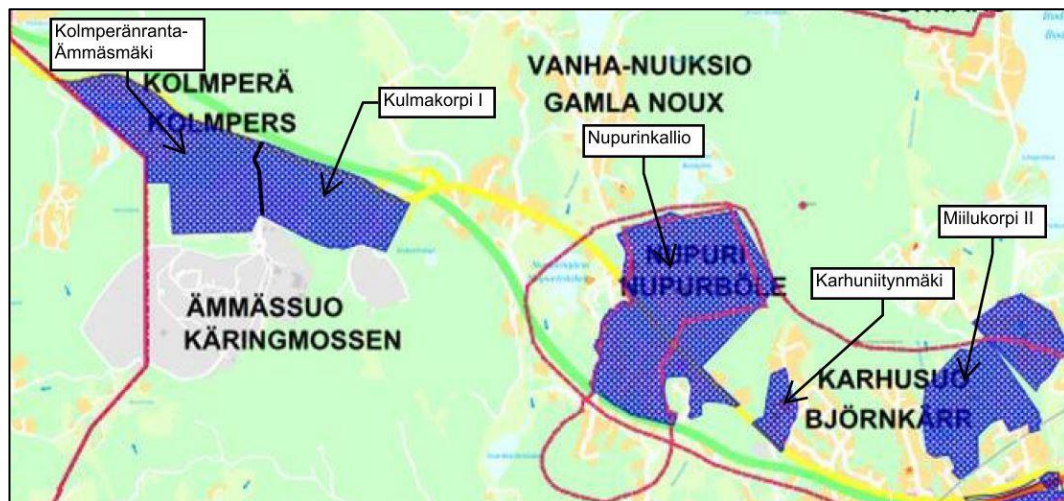 Kolmperänranta-
Ämmäsmäki
KOLMPERÄ
KOLMPERS
Kulmakorpi I
VANHA-NUUKSIO
GAMLA NOUX
Nupurinkallio
NUPURI
NUPURBÖLE
Miilukorpi II
Karhuniitynmäki
ÄMMÄSSUO
KÄRINGMOSSEN
KARHUSUO
BJÖRNKÄRR